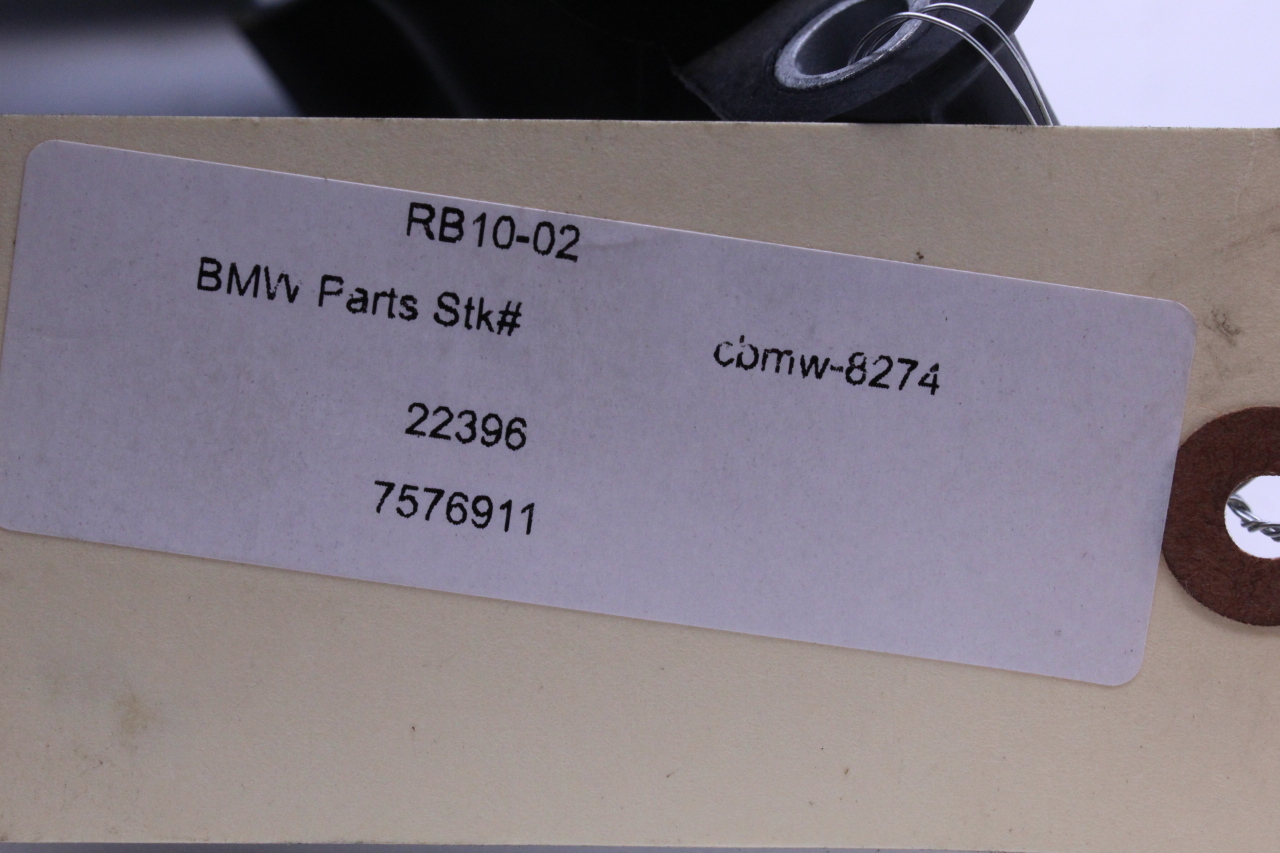 RB10-02
BMW Parts Stk#
cbmw-8274
22396
7576911